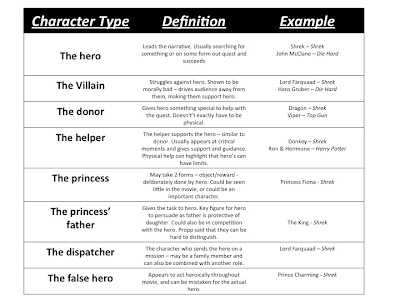 Character Type
Definition
Example
The hero
Leads the narrative. Usually searching for
something or on some form out quest and
succeeds
Shrek – Shrek
John McClane – Die Hard
The Villain
Struggles against hero. Shown to be
morally bad – drives audience away from
them, making them support hero.
Lord Farquaad – Shrek
Hans Gruber – Die Hard
The donor
Gives hero something special to help with
the quest. Doesn't't exactly have to be
physical.
Dragon – Shrek
Viper – Top Gun
The helper
The helper supports the hero – similar to
donor. Usually appears at critical
moments and gives support and guidance.
Physical help can highlight that hero's can
have limits.
Donkey – Shrek
Ron & Hermione – Harry Potter
The princess
May take 2 forms – object/reward -
deliberately done by hero. Could be seen
little in the movie, or could be an
important character.
Princess Fiona - Shrek
The princess'
father
Gives the task to hero. Key figure for hero
to persuade as father is protective of
daughter. Could also be in competition
with the hero. Propp said that they can be
hard to distinguish.
The King - Shrek
The dispatcher
The character who sends the hero on a
mission – may be a family member and
can also be combined with another role.
Lord Farquaad – Shrek
The false hero
Appears to act heroically throughout
movie, and can be mistaken for the actual
hero.
Prince Charming - Shrek